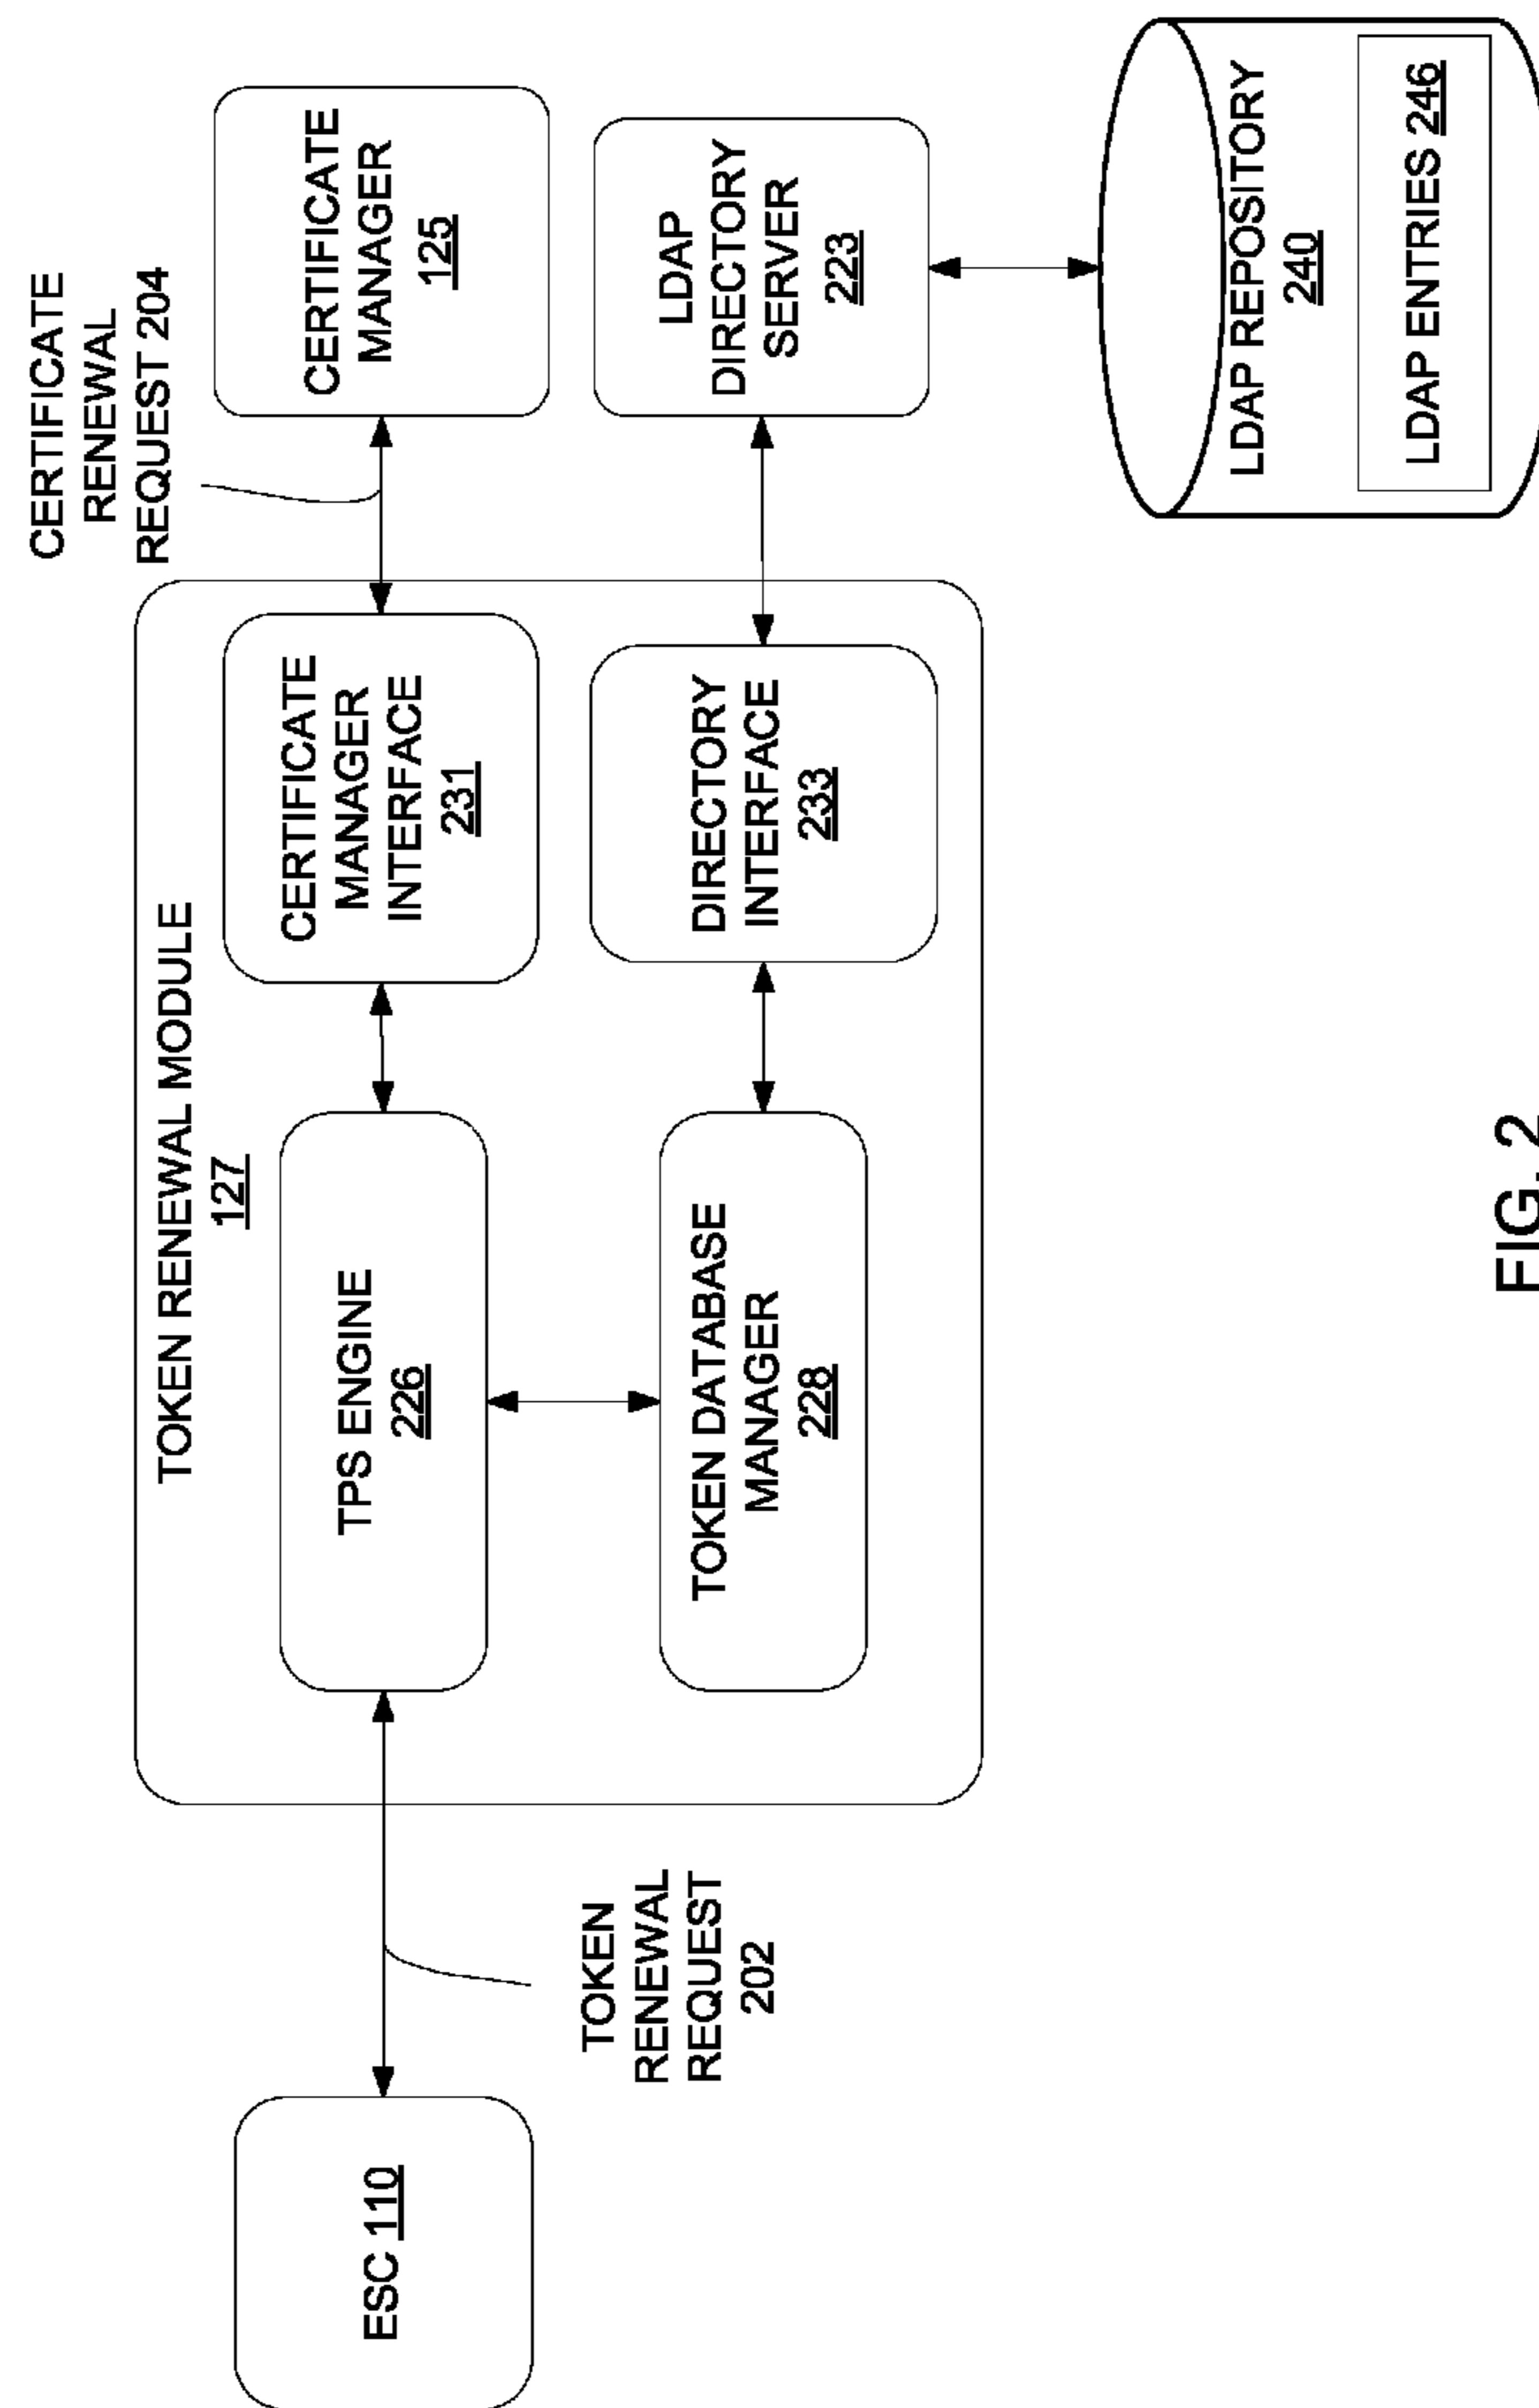 CERTIFICATE
RENEWAL
REQUEST 204
TOKEN RENEWAL MODULE
127
ESC 110
TOKEN
RENEWAL
REQUEST
202
TPS ENGINE
226
CERTIFICATE
MANAGER
INTERFACE
231
CERTIFICATE
MANAGER
125
TOKEN DATABASE
MANAGER
228
DIRECTORY
INTERFACE
233
LDAP
DIRECTORY
SERVER
223
LDAP REPOSITORY
240
LDAP ENTRIES 246
FIG. 2